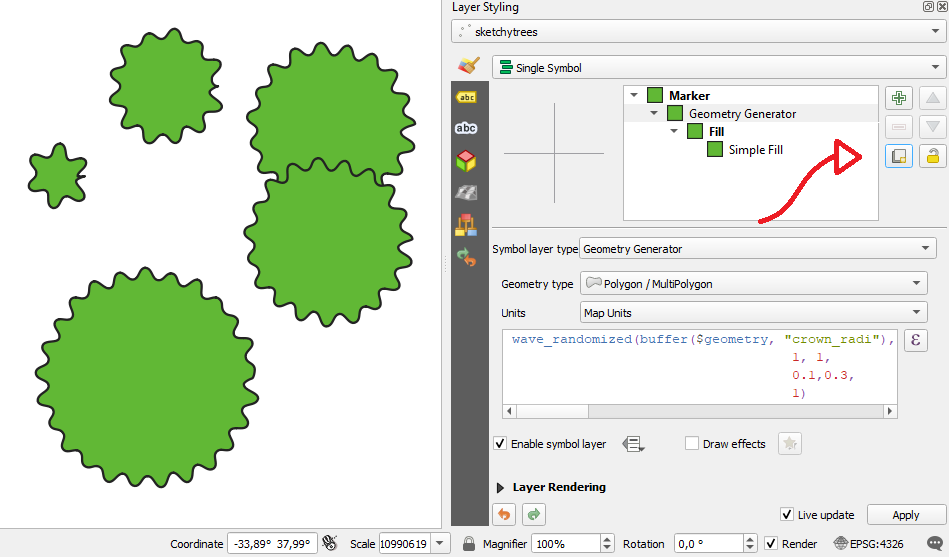 Layer Styling
sketchytrees
Single Symbol
abc
abc
Marker
Geometry Generator
Fill
Simple Fill
Symbol layer type Geometry Generator
Geometry type Polygon / MultiPolygon
Units Map Units
wave_randomized(buffer($geometry, "crown_radi"),
1, 1,
0.1,0.3,
1)
ε
Enable symbol layer Draw effects
Layer Rendering
Live update Apply
Coordinate -33,89° 37,99° Scale 10990619 Magnifier 100% Rotation 0,0 ° Render EPSG:4326